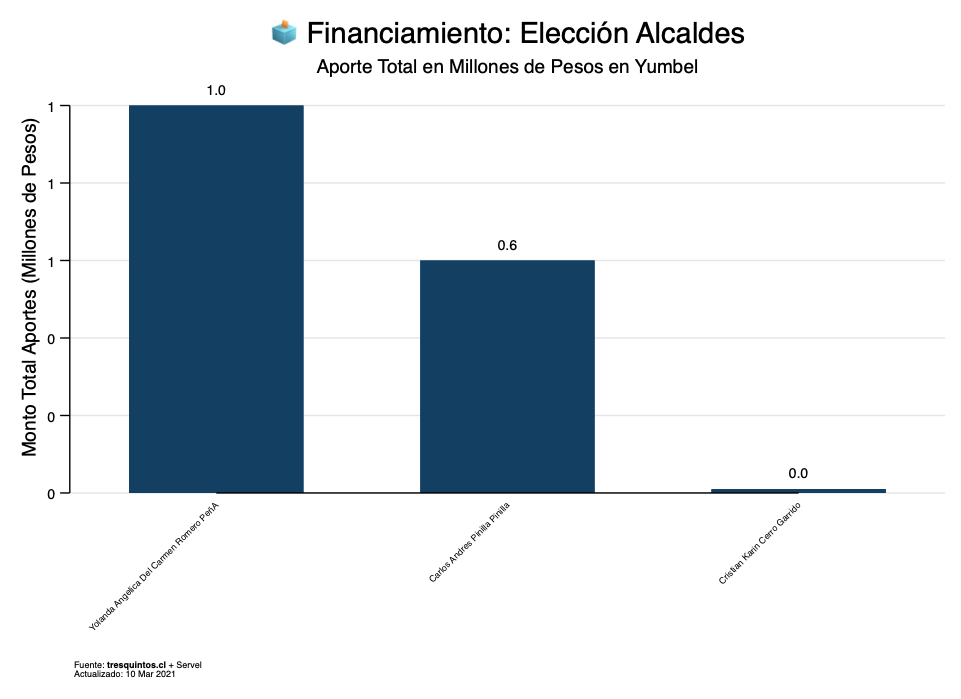 Financiamiento: Elección Alcaldes
Aporte Total en Millones de Pesos en Yumbel
Monto Total Aportes (Millones de Pesos)
1
1
1
0
0
0
1.0
0.6
0.0
Yolanda Angelica Del Carmen Romero PeñA
Carlos Andres Pinilla Pinilla
Cristian Karin Cerro Garrido
Fuente: tresquintos.cl + Servel
Actualizado: 10 Mar 2021